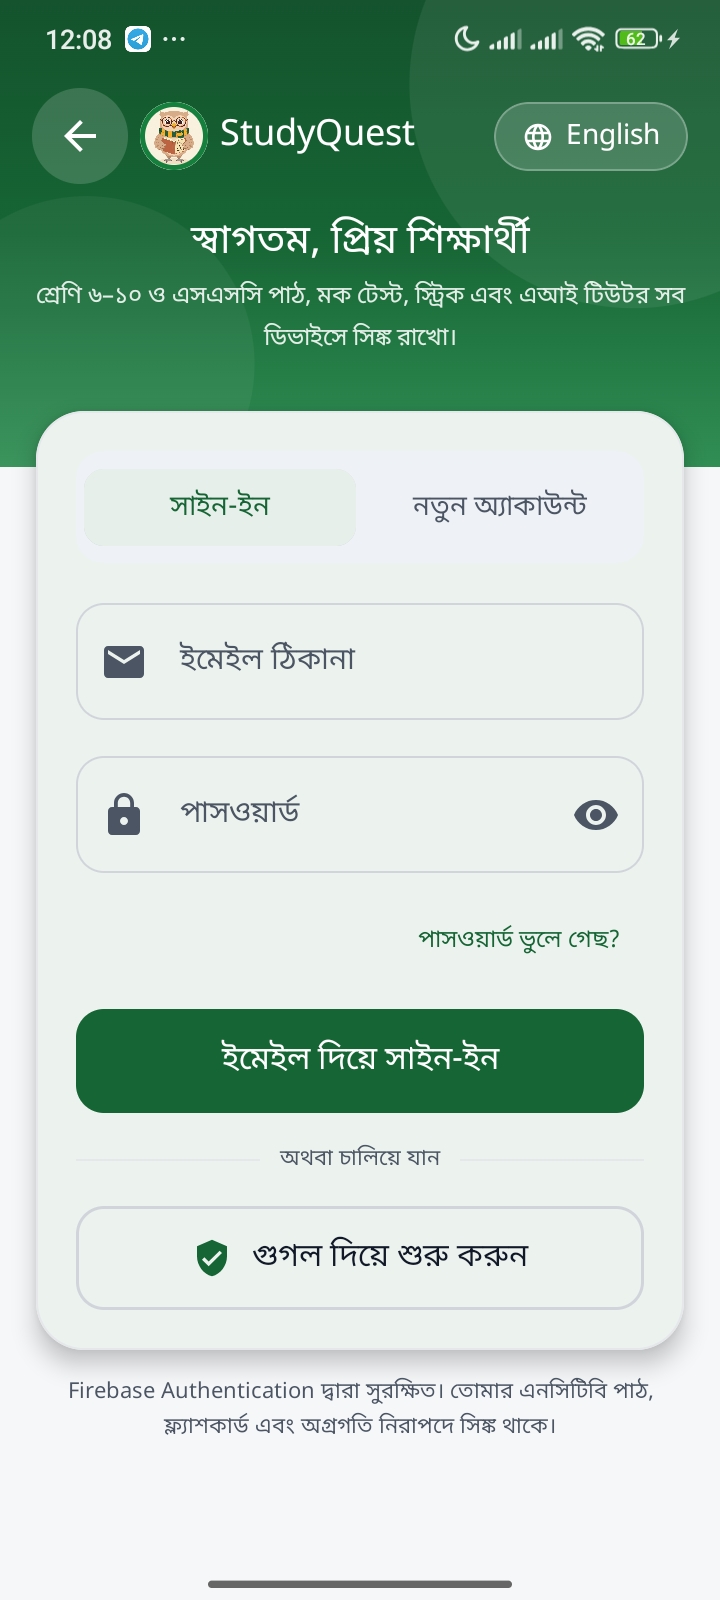 12:08
62
StudyQuest
English
স্বাগতম, প্রিয় শিক্ষার্থী
শ্রেণি ৬–১০ ও এসএসসি পাঠ, মক টেস্ট, স্ট্রিক এবং এআই টিউটর সব
ডিভাইসে সিঙ্ক রাখো।
সাইন-ইন
নতুন অ্যাকাউন্ট
ইমেইল ঠিকানা
পাসওয়ার্ড
পাসওয়ার্ড ভুলে গেছ?
ইমেইল দিয়ে সাইন-ইন
অথবা চালিয়ে যান
গুগল দিয়ে শুরু করুন
Firebase Authentication দ্বারা সুরক্ষিত। তোমার এনসিটিবি পাঠ,
ফ্ল্যাশকার্ড এবং অগ্রগতি নিরাপদে সিঙ্ক থাকে।